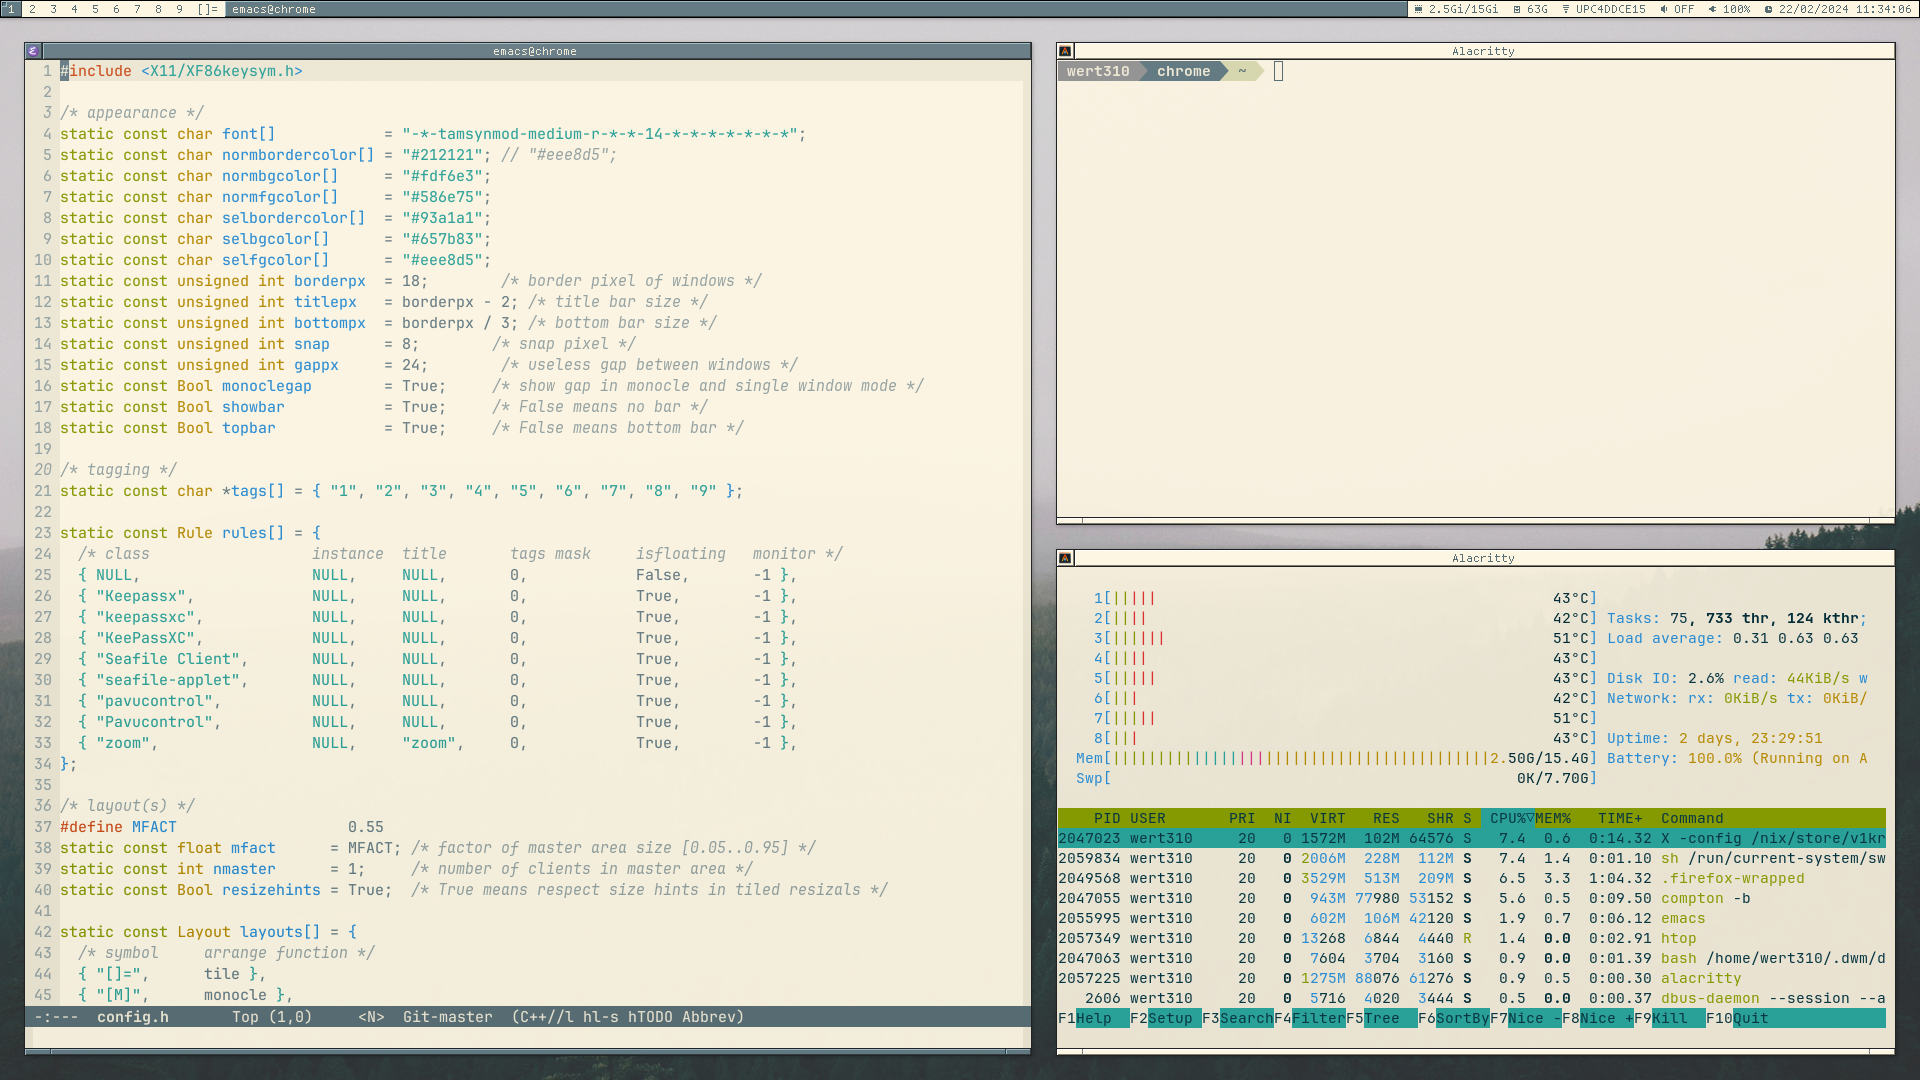 1 2 3 4 5 6 7 8 9 []= emacs@chrome 2.5Gi/15Gi 63G UPC4DDCE15 OFF 100% 22/02/2024 11:34:06
emacs@chrome
1 #include <X11/XF86keysym.h>
2
3 /* appearance */
4 static const char font[] = "-*-tamsynmod-medium-r-*-*-14-*-*-*-*-*-*-*";
5 static const char normbordercolor[] = "#212121"; // "#eee8d5";
6 static const char normbgcolor[] = "#fdf6e3";
7 static const char normfgcolor[] = "#586e75";
8 static const char selbordercolor[] = "#93a1a1";
9 static const char selbgcolor[] = "#657b83";
10 static const char selfgcolor[] = "#eee8d5";
11 static const unsigned int borderpx = 18; /* border pixel of windows */
12 static const unsigned int titlepx = borderpx - 2; /* title bar size */
13 static const unsigned int bottompx = borderpx / 3; /* bottom bar size */
14 static const unsigned int snap = 8; /* snap pixel */
15 static const unsigned int gappx = 24; /* useless gap between windows */
16 static const Bool monoclegap = True; /* show gap in monocle and single window mode */
17 static const Bool showbar = True; /* False means no bar */
18 static const Bool topbar = True; /* False means bottom bar */
19
20 /* tagging */
21 static const char *tags[] = { "1", "2", "3", "4", "5", "6", "7", "8", "9" };
22
23 static const Rule rules[] = {
24 /* class instance title tags mask isfloating monitor */
25 { NULL, NULL, NULL, 0, False, -1 },
26 { "Keepassx", NULL, NULL, 0, True, -1 },
27 { "keepassxc", NULL, NULL, 0, True, -1 },
28 { "KeePassXC", NULL, NULL, 0, True, -1 },
29 { "Seafile Client", NULL, NULL, 0, True, -1 },
30 { "seafile-applet", NULL, NULL, 0, True, -1 },
31 { "pavucontrol", NULL, NULL, 0, True, -1 },
32 { "Pavucontrol", NULL, NULL, 0, True, -1 },
33 { "zoom", NULL, "zoom", 0, True, -1 },
34 };
35
36 /* layout(s) */
37 #define MFACT 0.55
38 static const float mfact = MFACT; /* factor of master area size [0.05..0.95] */
39 static const int nmaster = 1; /* number of clients in master area */
40 static const Bool resizehints = True; /* True means respect size hints in tiled resizals */
41
42 static const Layout layouts[] = {
43 /* symbol arrange function */
44 { "[]=", tile },
45 { "[M]", monocle },
-:--- config.h Top (1,0) <N> Git-master (C++//l hl-s hTODO Abbrev)
Alacritty
wert310 chrome ~
Alacritty
1[||||| 43°C]
2[|||| 42°C] Tasks: 75, 733 thr, 124 kthr;
3[|||||| 51°C] Load average: 0.31 0.63 0.63
4[|||| 43°C]
5[||||| 43°C] Disk IO: 2.6% read: 44KiB/s w
6[||| 42°C] Network: rx: 0KiB/s tx: 0KiB/
7[||||| 51°C]
8[||| 43°C] Uptime: 2 days, 23:29:51
Mem[||||||||||||||||||||||||||||||||||||||||||2.50G/15.4G] Battery: 100.0% (Running on A
Swp[ 0K/7.70G]
PID USER PRI NI VIRT RES SHR S CPU%▽MEM% TIME+ Command
2047023 wert310 20 0 1572M 102M 64576 S 7.4 0.6 0:14.32 X -config /nix/store/v1kr
2059834 wert310 20 0 2006M 228M 112M S 7.4 1.4 0:01.10 sh /run/current-system/sw
2049568 wert310 20 0 3529M 513M 209M S 6.5 3.3 1:04.32 .firefox-wrapped
2047055 wert310 20 0 943M 77980 53152 S 5.6 0.5 0:09.50 compton -b
2055995 wert310 20 0 602M 106M 42120 S 1.9 0.7 0:06.12 emacs
2057349 wert310 20 0 13268 6844 4440 R 1.4 0.0 0:02.91 htop
2047063 wert310 20 0 7604 3704 3160 S 0.9 0.0 0:01.39 bash /home/wert310/.dwm/d
2057225 wert310 20 0 1275M 88076 61276 S 0.9 0.5 0:00.30 alacritty
2606 wert310 20 0 5716 4020 3444 S 0.5 0.0 0:00.37 dbus-daemon --session --a
F1Help F2Setup F3SearchF4FilterF5Tree F6SortByF7Nice -F8Nice +F9Kill F10Quit